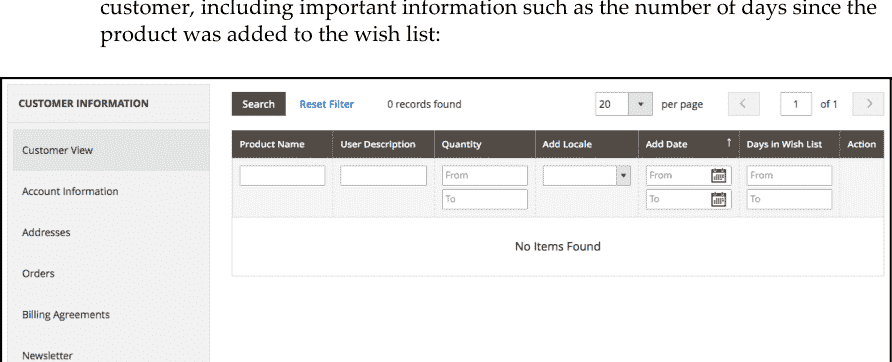 customer, including important information such as the number of days since the
product was added to the wish list:
CUSTOMER INFORMATION
Customer View
Account Information
Addresses
Orders
Billing Agreements
Newsletter
Search Reset Filter 0 records found 20 per page 1 of 1
Product Name User Description Quantity Add Locale Add Date ↑ Days in Wish List Action
From From From
To To To
No Items Found